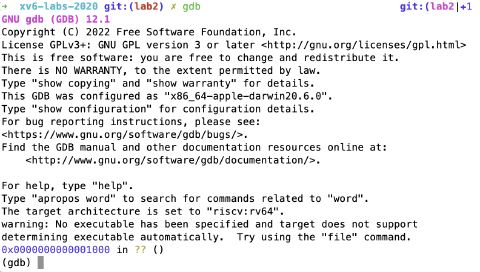 → xv6-labs-2020 git:(lab2) ✗ gdb git:(lab2|✚1
GNU gdb (GDB) 12.1
Copyright (C) 2022 Free Software Foundation, Inc.
License GPLv3+: GNU GPL version 3 or later <http://gnu.org/licenses/gpl.html>
This is free software: you are free to change and redistribute it.
There is NO WARRANTY, to the extent permitted by law.
Type "show copying" and "show warranty" for details.
This GDB was configured as "x86_64-apple-darwin20.6.0".
Type "show configuration" for configuration details.
For bug reporting instructions, please see:
<https://www.gnu.org/software/gdb/bugs/>.
Find the GDB manual and other documentation resources online at:
    <http://www.gnu.org/software/gdb/documentation/>.

For help, type "help".
Type "apropos word" to search for commands related to "word".
The target architecture is set to "riscv:rv64".
warning: No executable has been specified and target does not support
determining executable automatically.  Try using the "file" command.
0x0000000000001000 in ?? ()
(gdb)